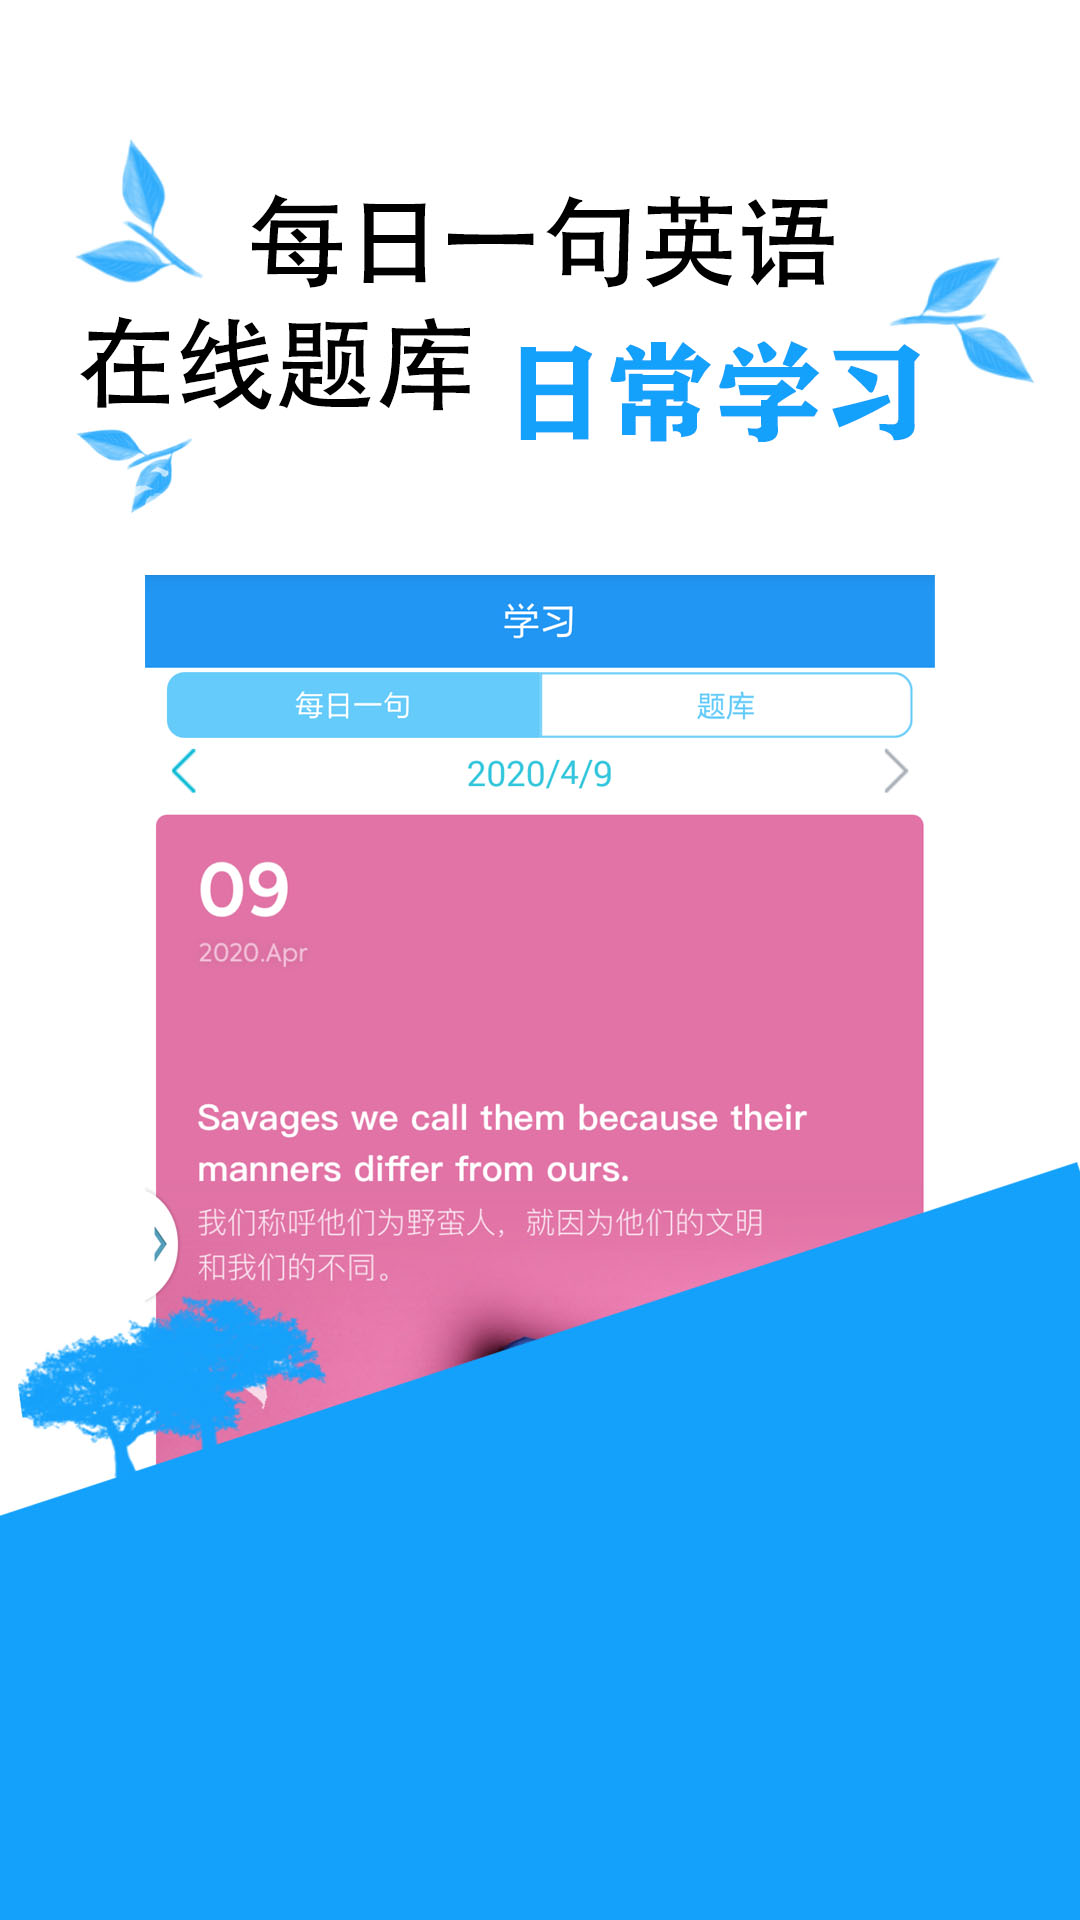 每日一句英语
在线题库 日常学习
学习
每日一句 题库
2020/4/9
09
2020.Apr
Savages we call them because their
manners differ from ours.
我们称呼他们为野蛮人，就因为他们的文明
和我们的不同。